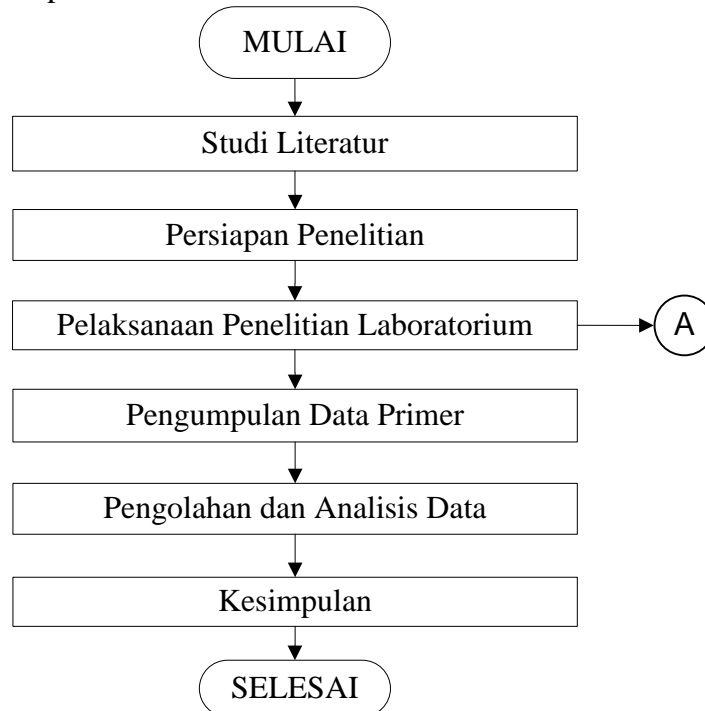 MULAI
Studi Literatur
Persiapan Penelitian
Pelaksanaan Penelitian Laboratorium
A
Pengumpulan Data Primer
Pengolahan dan Analisis Data
Kesimpulan
SELESAI